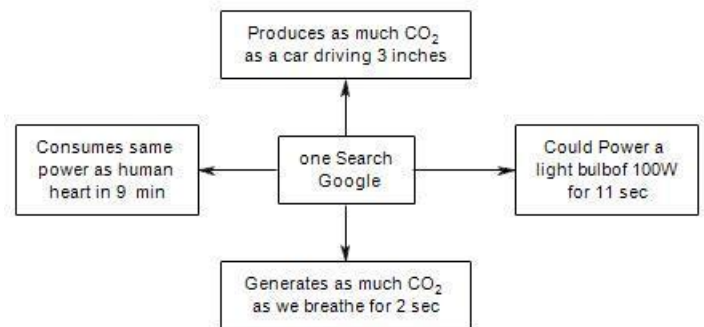 Produces as much CO₂
as a car driving 3 inches
Consumes same
power as human
heart in 9 min
one Search
Google
Could Power a
light bulbof 100W
for 11 sec
Generates as much CO₂
as we breathe for 2 sec